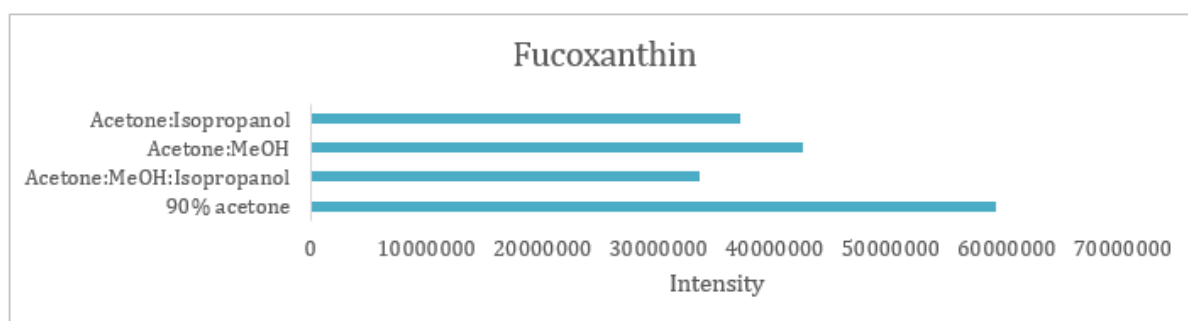 Fucoxanthin
Acetone:Isopropanol
Acetone:MeOH
Acetone:MeOH:Isopropanol
90% acetone
0 10000000 20000000 30000000 40000000 50000000 60000000 70000000
Intensity